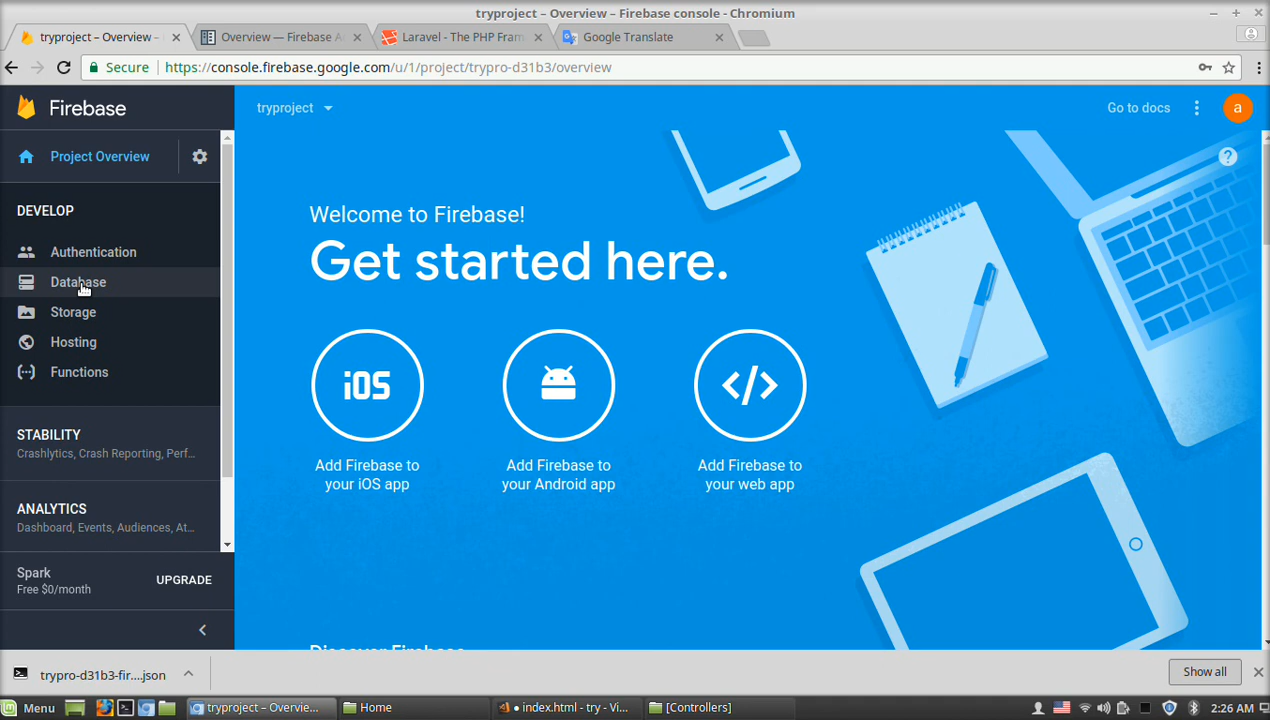 tryproject – Overview – Firebase console - Chromium
tryproject – Overview –
Overview — Firebase A
Laravel - The PHP Fram
Google Translate
Secure
https://console.firebase.google.com/u/1/project/trypro-d31b3/overview
Firebase
tryproject
Go to docs
a
Project Overview
?
DEVELOP
Authentication
Database
Storage
Hosting
Functions
STABILITY
Crashlytics, Crash Reporting, Perf...
ANALYTICS
Dashboard, Events, Audiences, At...
Spark
Free $0/month
UPGRADE
Welcome to Firebase!
Get started here.
iOS
</>
Add Firebase to
your iOS app
Add Firebase to
your Android app
Add Firebase to
your web app
Discover Firebase
trypro-d31b3-fir....json
Show all
Menu
tryproject – Overvie...
Home
● index.html - try - Vi...
[Controllers]
2:26 AM